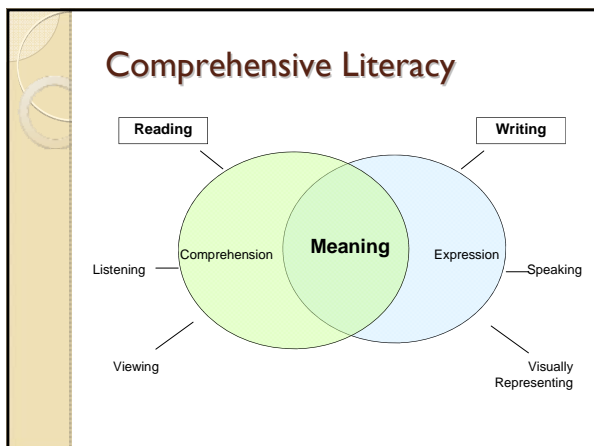 Comprehensive Literacy
Reading
Writing
Comprehension
Meaning
Expression
Listening
Speaking
Viewing
Visually
Representing